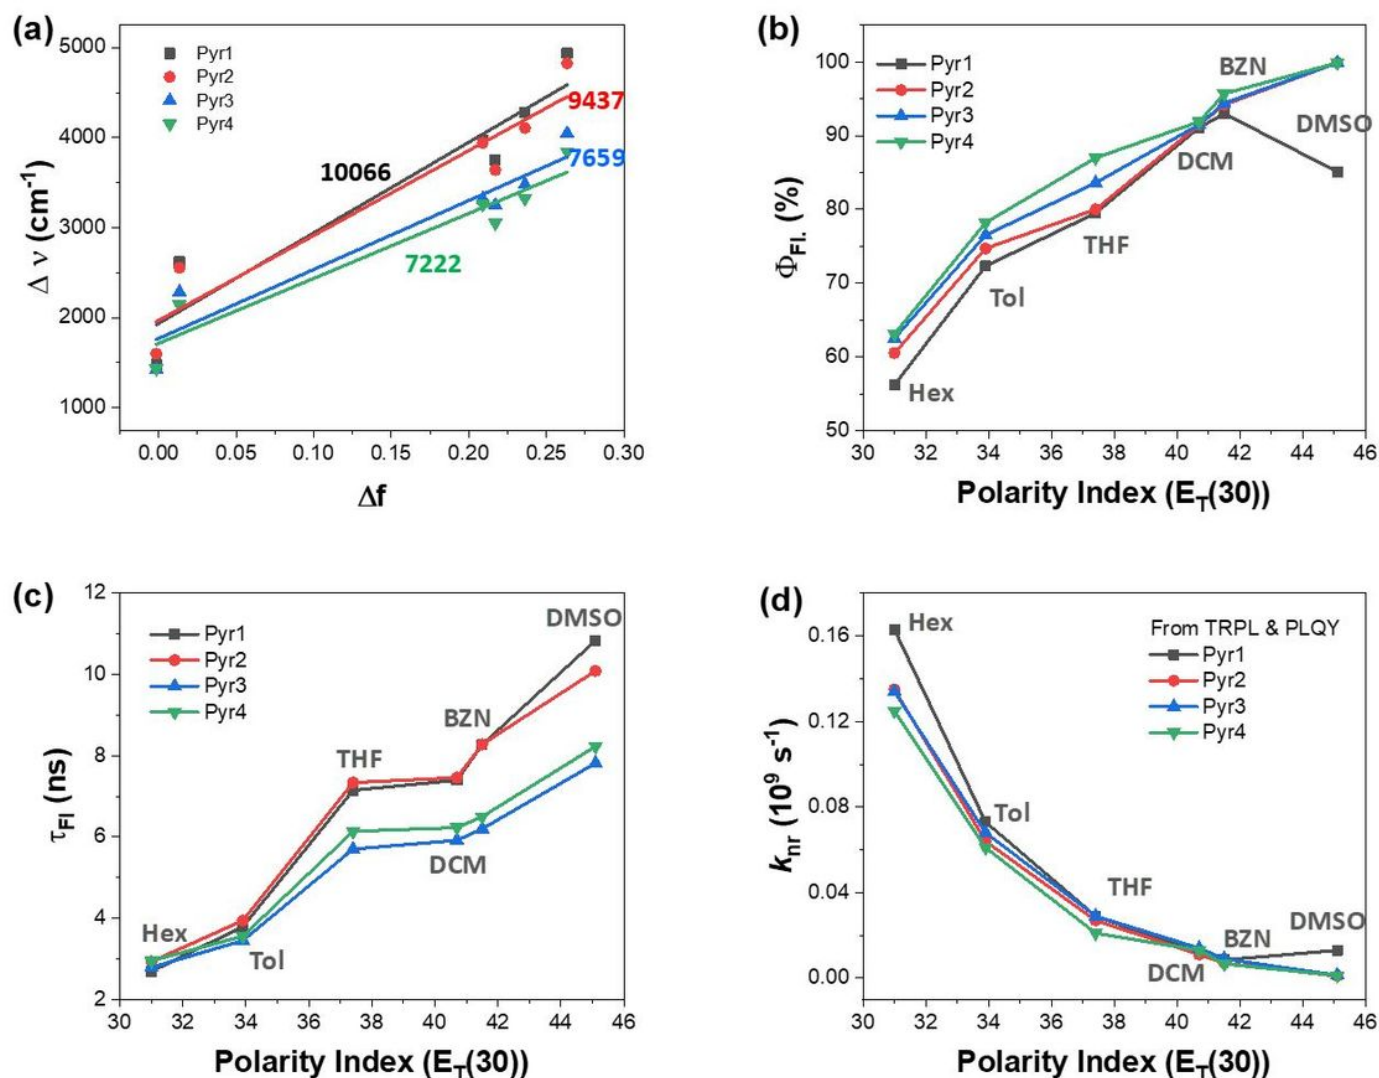 (a)
5000
4000
3000
2000
1000
Δ ν (cm⁻¹)
Pyr1
Pyr2
Pyr3
Pyr4
10066
9437
7659
7222
0.00 0.05 0.10 0.15 0.20 0.25 0.30
Δf
(b)
100
90
80
70
60
50
Φ_Fl. (%)
Pyr1
Pyr2
Pyr3
Pyr4
Hex
Tol
THF
DCM
BZN
DMSO
30 32 34 36 38 40 42 44 46
Polarity Index (E_T(30))
(c)
12
10
8
6
4
2
τ_Fl (ns)
Pyr1
Pyr2
Pyr3
Pyr4
Hex
Tol
THF
DCM
BZN
DMSO
30 32 34 36 38 40 42 44 46
Polarity Index (E_T(30))
(d)
0.16
0.12
0.08
0.04
0.00
k_nr (10⁹ s⁻¹)
From TRPL & PLQY
Pyr1
Pyr2
Pyr3
Pyr4
Hex
Tol
THF
DCM
BZN
DMSO
30 32 34 36 38 40 42 44 46
Polarity Index (E_T(30))